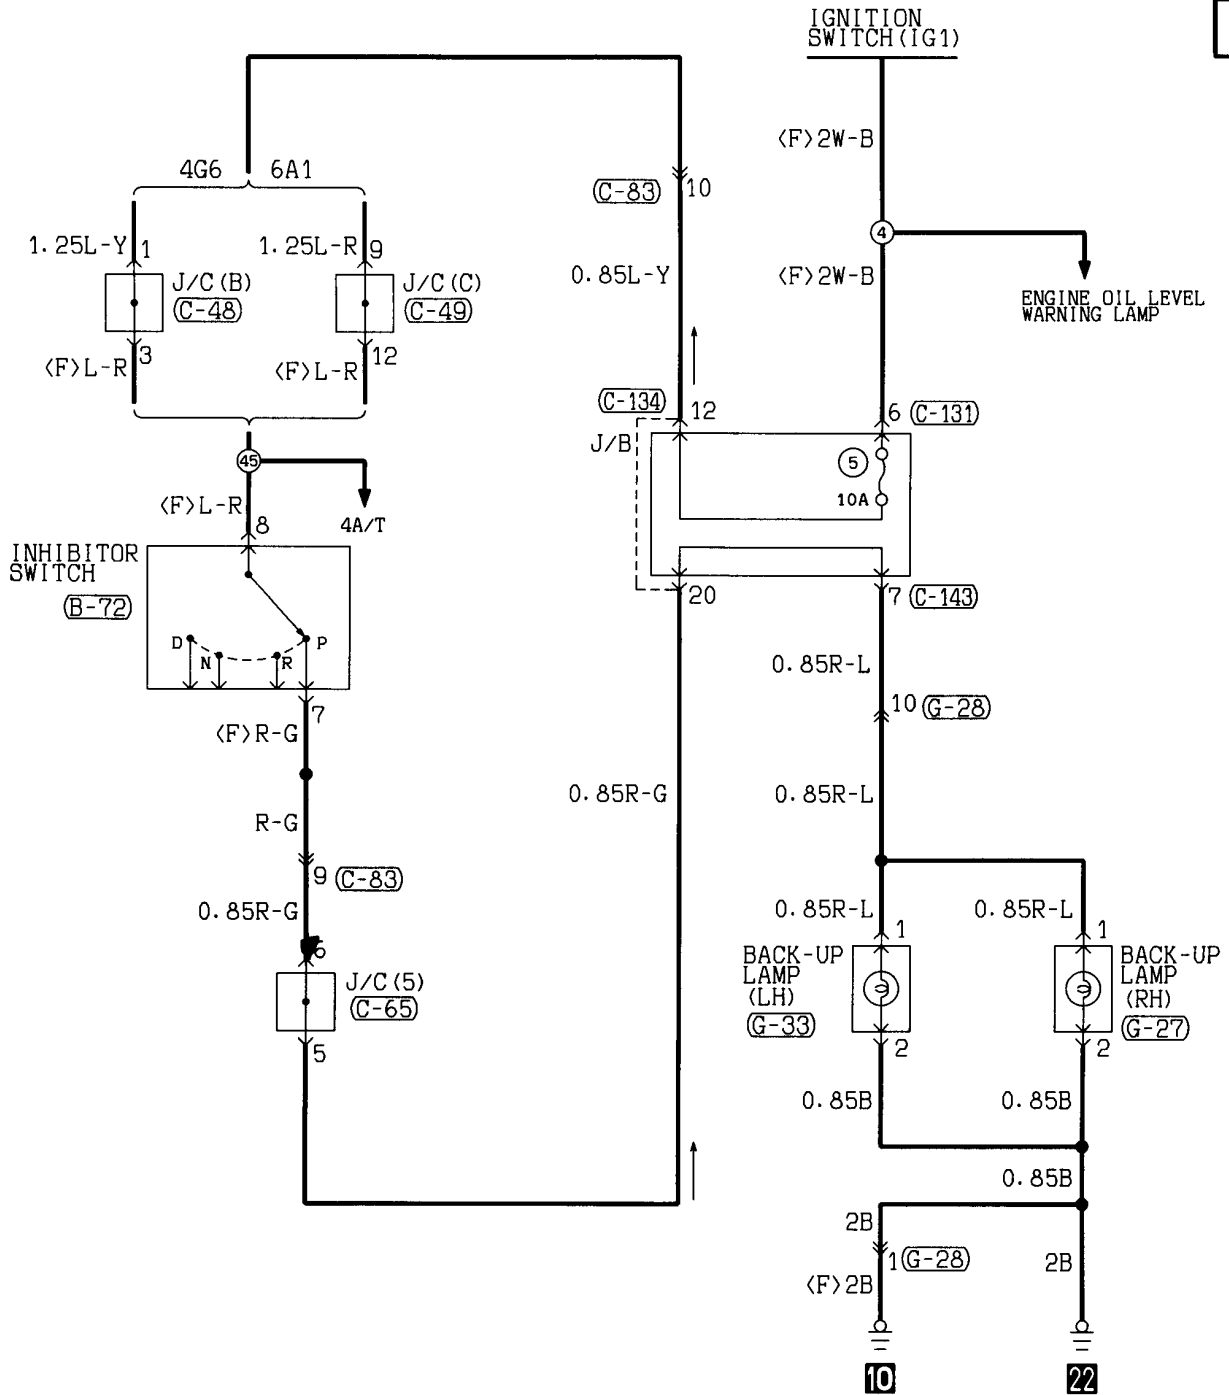 IGNITION
SWITCH(IG1)
<F>2W-B
4G6
6A1
C-83
10
4
1.25L-Y
1
1.25L-R
9
0.85L-Y
<F>2W-B
J/C(B)
C-48
J/C(C)
C-49
ENGINE OIL LEVEL
WARNING LAMP
3
12
<F>L-R
<F>L-R
C-134
12
6
C-131
J/B
45
5
10A
<F>L-R
8
4A/T
INHIBITOR
SWITCH
B-72
20
7
C-143
D
N
R
P
0.85R-L
7
10
G-28
<F>R-G
0.85R-G
0.85R-L
R-G
9
C-83
0.85R-G
0.85R-L
0.85R-L
6
1
1
J/C(5)
C-65
BACK-UP
LAMP
(LH)
G-33
BACK-UP
LAMP
(RH)
G-27
5
2
2
0.85B
0.85B
0.85B
2B
1
G-28
2B
<F>2B
10
22